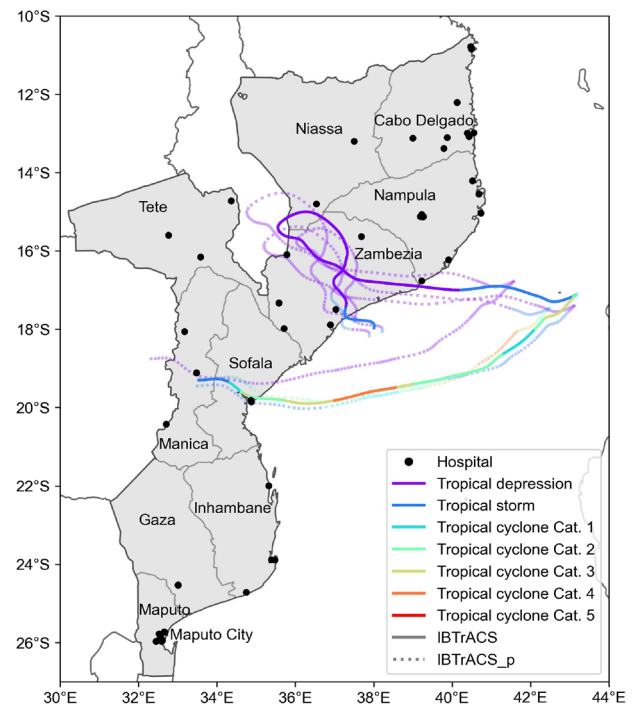 10°S
12°S
14°S
16°S
18°S
20°S
22°S
24°S
26°S
Niassa
Cabo Delgado
Nampula
Tete
Zambezia
Sofala
Manica
Inhambane
Gaza
Maputo
Maputo City
Hospital
Tropical depression
Tropical storm
Tropical cyclone Cat. 1
Tropical cyclone Cat. 2
Tropical cyclone Cat. 3
Tropical cyclone Cat. 4
Tropical cyclone Cat. 5
IBTrACS
IBTrACS_p
30°E 32°E 34°E 36°E 38°E 40°E 42°E 44°E